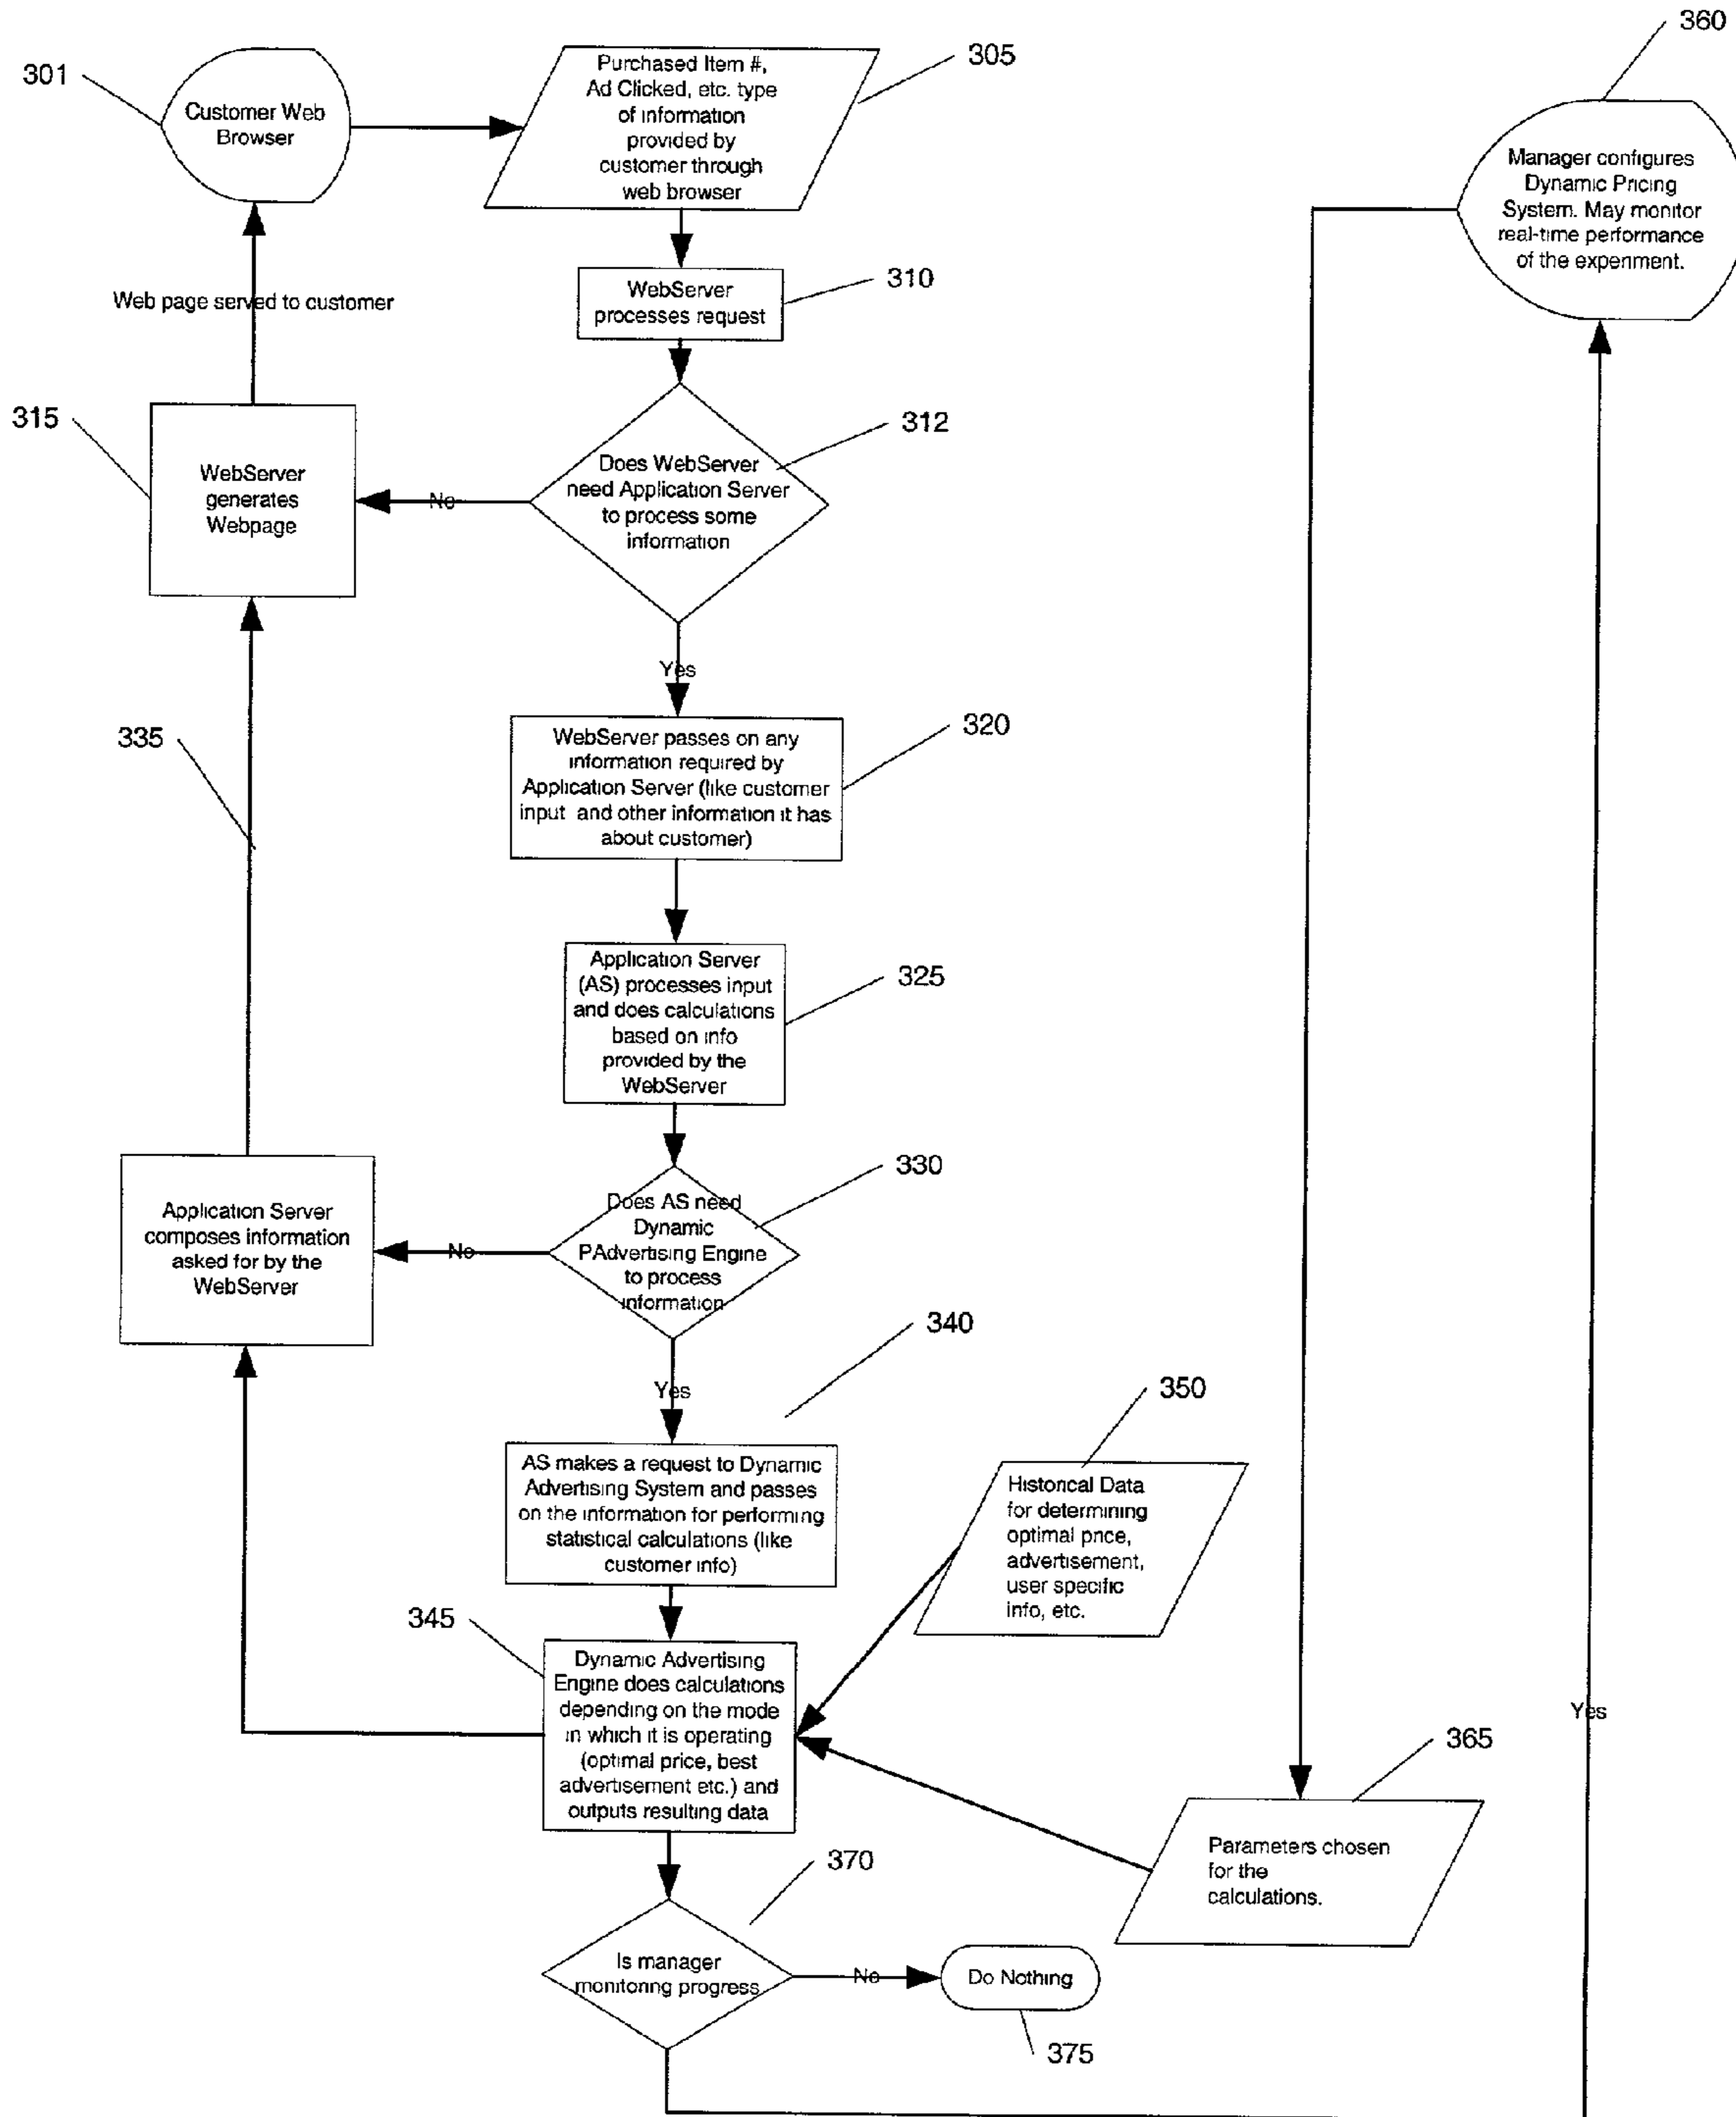 360
301
Customer Web
Browser
Purchased Item #,
Ad Clicked, etc. type
of information
provided by
customer through
web browser
305
Manager configures
Dynamic Pricing
System. May monitor
real-time performance
of the experiment.
Web page served to customer
WebServer
processes request
310
315
WebServer
generates
Webpage
No
Does WebServer
need Application Server
to process some
information
312
Yes
335
WebServer passes on any
information required by
Application Server (like customer
input and other information it has
about customer)
320
Application Server
(AS) processes input
and does calculations
based on info
provided by the
WebServer
325
Application Server
composes information
asked for by the
WebServer
No
Does AS need
Dynamic
PAdvertising Engine
to process
information
330
Yes
340
AS makes a request to Dynamic
Advertising System and passes
on the information for performing
statistical calculations (like
customer info)
350
Historical Data
for determining
optimal price,
advertisement,
user specific
info, etc.
345
Dynamic Advertising
Engine does calculations
depending on the mode
in which it is operating
(optimal price, best
advertisement etc.) and
outputs resulting data
Yes
365
Parameters chosen
for the
calculations.
370
Is manager
monitoring progress
No
Do Nothing
375